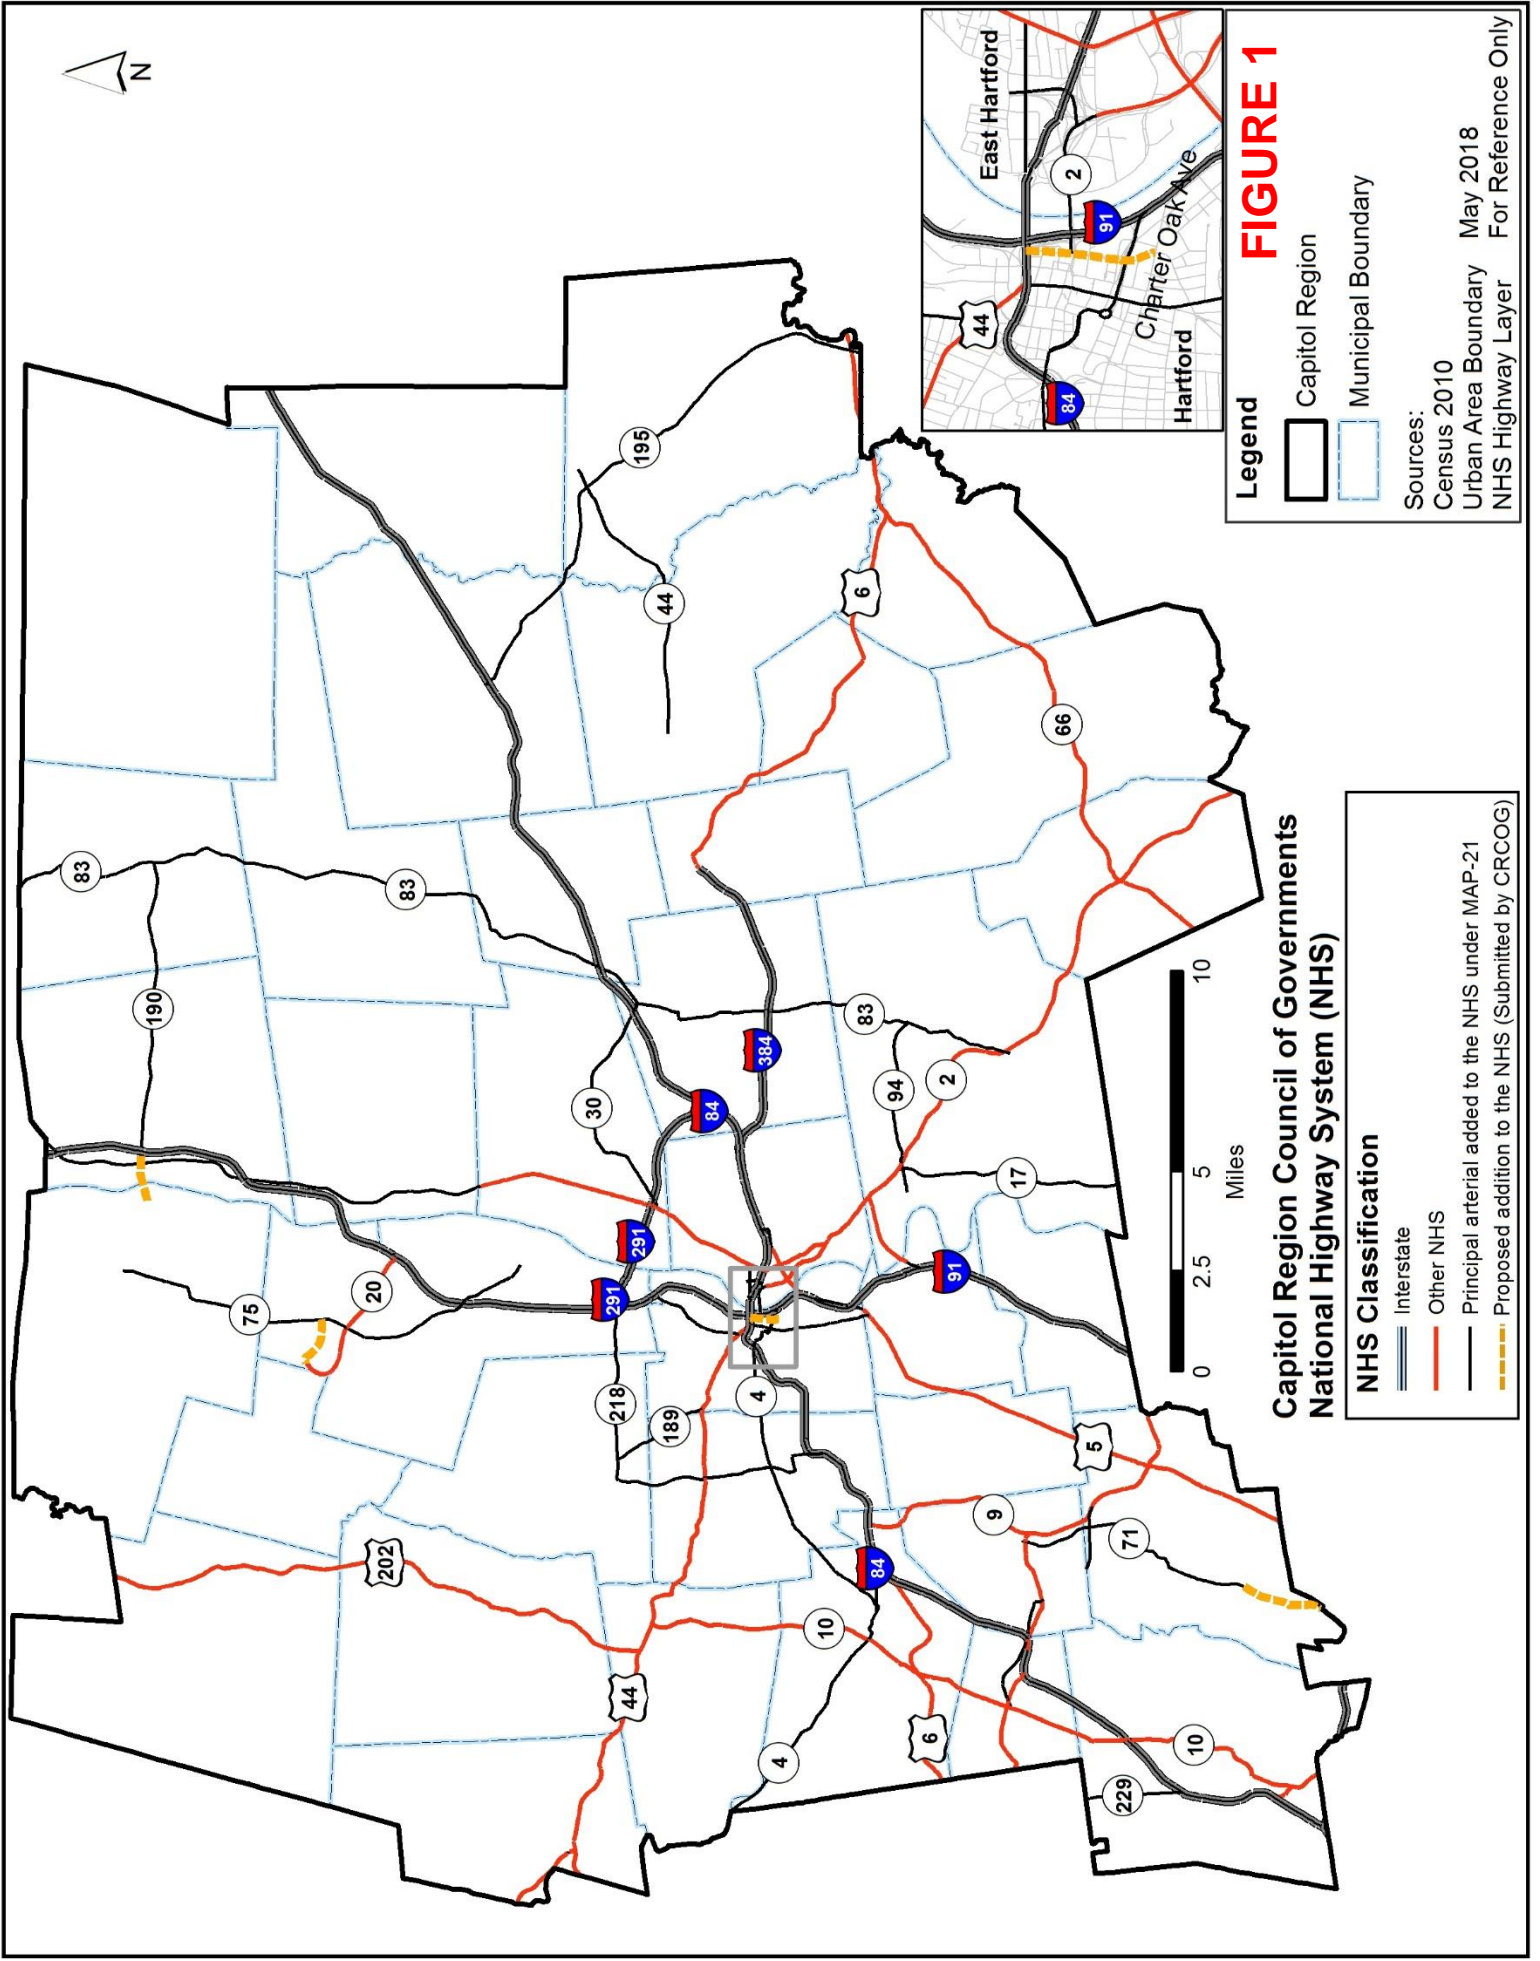 N
83
83
190
195
44
6
66
30
84
384
83
94
2
17
75
20
291
291
91
218
189
4
202
44
10
84
9
5
71
4
6
10
229
0
2.5
5
10
Miles
East Hartford
2
91
Charter Oak Ave
44
84
Hartford
FIGURE 1
Legend
Capitol Region
Municipal Boundary
Sources:
Census 2010
Urban Area Boundary May 2018
NHS Highway Layer For Reference Only
Capitol Region Council of Governments
National Highway System (NHS)
NHS Classification
Interstate
Other NHS
Principal arterial added to the NHS under MAP-21
Proposed addition to the NHS (Submitted by CRCOG)